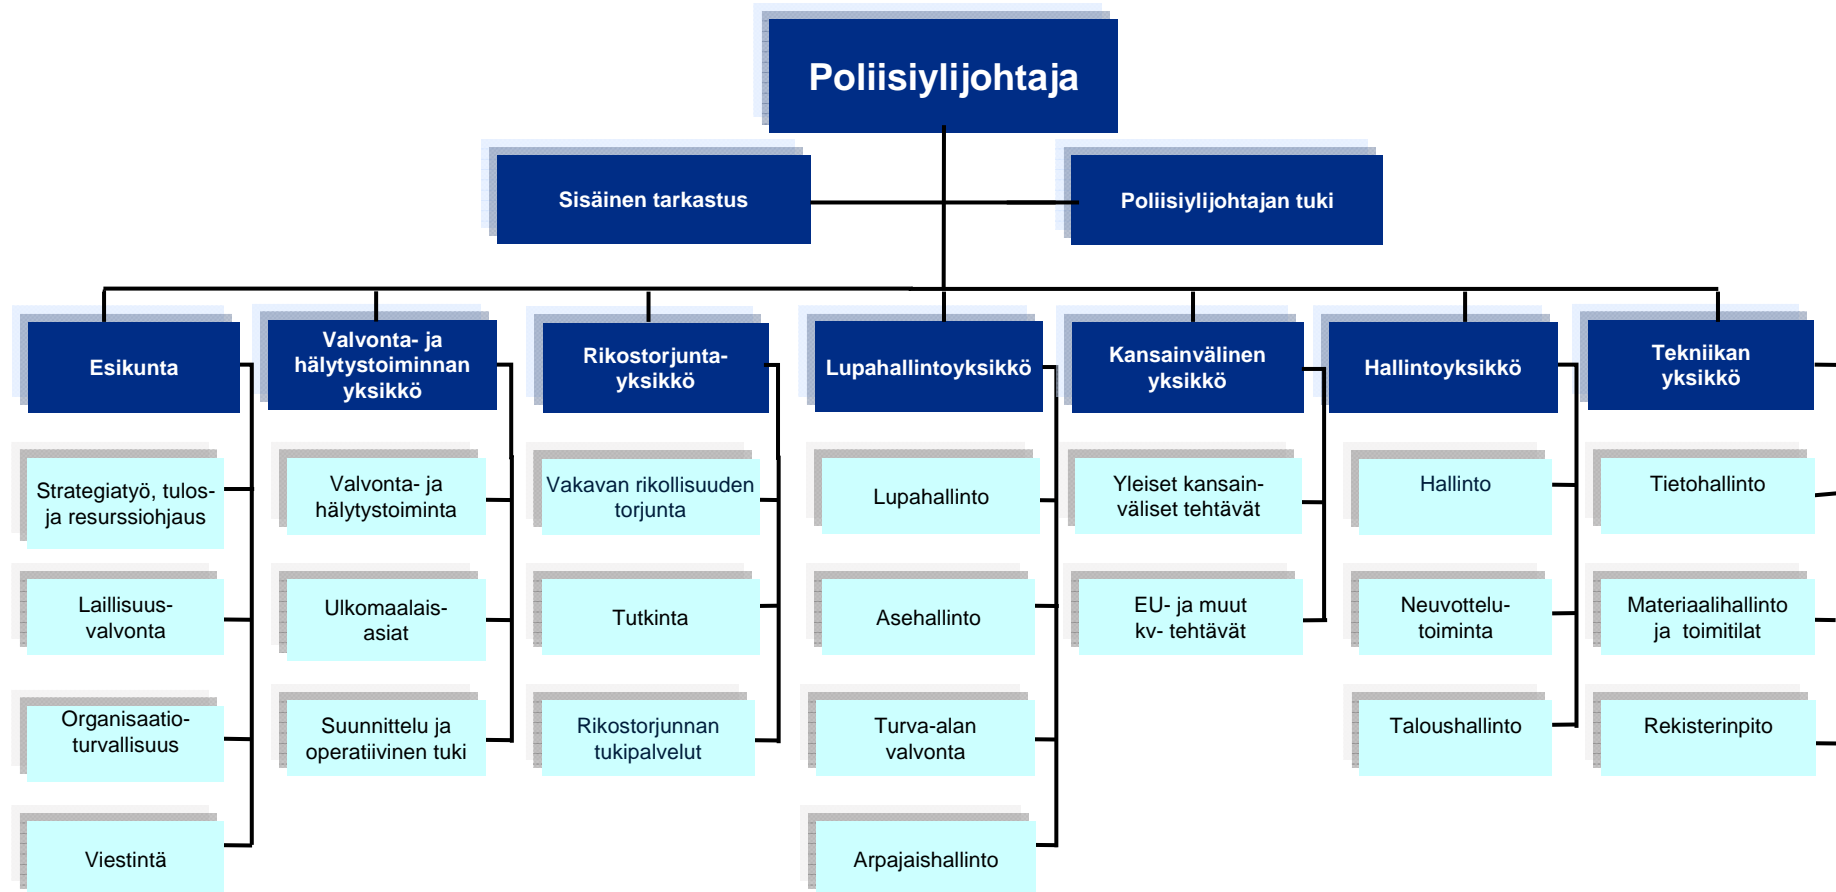 Poliisiylijohtaja
Sisäinen tarkastus
Poliisiylijohtajan tuki
Esikunta
Valvonta- ja
hälytystoiminnan
yksikkö
Rikostorjunta-
yksikkö
Lupahallintoyksikkö
Kansainvälinen
yksikkö
Hallintoyksikkö
Tekniikan
yksikkö
Strategiatyö, tulos-
ja resurssiohjaus
Laillisuus-
valvonta
Organisaatio-
turvallisuus
Viestintä
Valvonta- ja
hälytystoiminta
Ulkomaalais-
asiat
Suunnittelu ja
operatiivinen tuki
Vakavan rikollisuuden
torjunta
Tutkinta
Rikostorjunnan
tukipalvelut
Lupahallinto
Asehallinto
Turva-alan
valvonta
Arpajaishallinto
Yleiset kansain-
väliset tehtävät
EU- ja muut
kv- tehtävät
Hallinto
Neuvottelu-
toiminta
Taloushallinto
Tietohallinto
Materiaalihallinto
ja toimitilat
Rekisterinpito